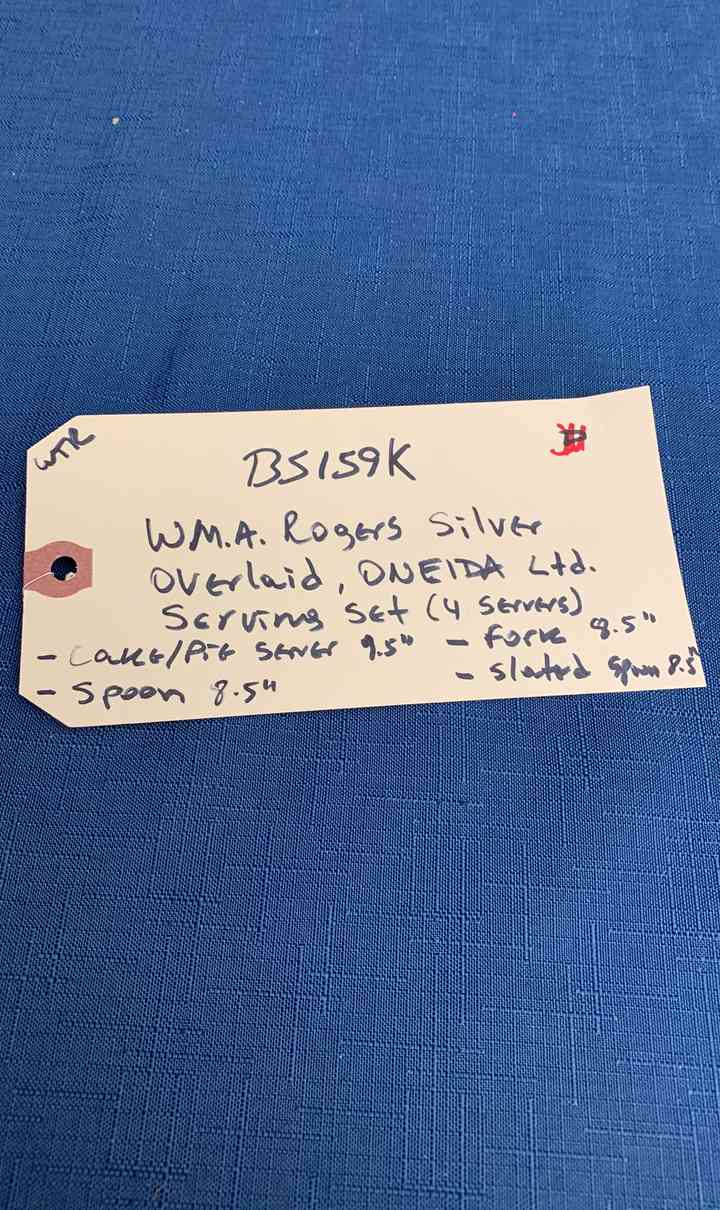 WTR
BS159K
WM.A. Rogers Silver
Overlaid, ONEIDA Ltd.
Serving Set (4 Servers)
- Cake/Pie Server 9.5" - Fork 8.5"
- Spoon 8.5" - Slotted Spoon 8.5"